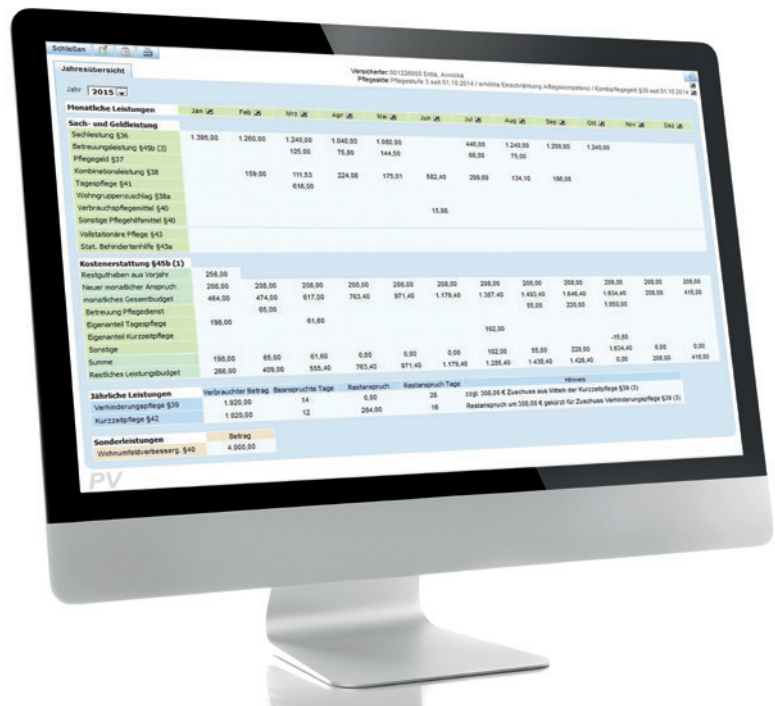 Schließen
Versicherter: 001226000 Erbs, Annika
Pflegeakte: Pflegestufe 3 seit 01.10.2014 / erhöhte Einschränkung Alltagskompetenz / Kombipflegegeld §38 seit 01.10.2014
Jahresübersicht
Jahr 2015
Monatliche Leistungen Jan Feb Mrz Apr Mai Jun Jul Aug Sep Okt Nov Dez
Sach- und Geldleistung
Sachleistung §36 1.395,00 1.260,00 1.240,00 1.040,00 1.080,00 440,00 1.240,00 1.200,00 1.240,00
Betreuungsleistung §45b (3) 125,00 75,80 144,50 66,00 75,00
Pflegegeld §37
Kombinationsleistung §38 159,00 111,53 224,08 175,01 582,40 299,69 134,10 186,08
Tagespflege §41 616,00
Wohngruppenzuschlag §38a
Verbrauchspflegemittel §40 15,98
Sonstige Pflegehilfsmittel §40
Vollstationäre Pflege §43
Stat. Behindertenhilfe §43a
Kostenerstattung §45b (1)
Restguthaben aus Vorjahr 256,00
Neuer monatlicher Anspruch 208,00 208,00 208,00 208,00 208,00 208,00 208,00 208,00 208,00 208,00 208,00 208,00
monatliches Gesamtbudget 464,00 474,00 617,00 763,40 971,40 1.179,40 1.387,40 1.493,40 1.646,40 1.634,40 208,00 416,00
Betreuung Pflegedienst 65,00 55,00 220,00 1.650,00
Eigenanteil Tagespflege 198,00 61,60
Eigenanteil Kurzzeitpflege 102,00
Sonstige -15,60
Summe 198,00 65,00 61,60 0,00 0,00 0,00 102,00 55,00 220,00 1.634,40 0,00 0,00
Restliches Leistungsbudget 266,00 409,00 555,40 763,40 971,40 1.179,40 1.285,40 1.438,40 1.426,40 0,00 208,00 416,00
Jährliche Leistungen Verbrauchter Betrag Beanspruchte Tage Restanspruch Restanspruch Tage Hinweis
Verhinderungspflege §39 1.920,00 14 0,00 28 zzgl. 308,00 € Zuschuss aus Mitteln der Kurzzeitpflege §39 (3)
Kurzzeitpflege §42 1.020,00 12 284,00 16 Restanspruch um 308,00 € gekürzt für Zuschuss Verhinderungspflege §39 (3)
Sonderleistungen Betrag
Wohnumfeldverbesserg. §40 4.000,00
PV